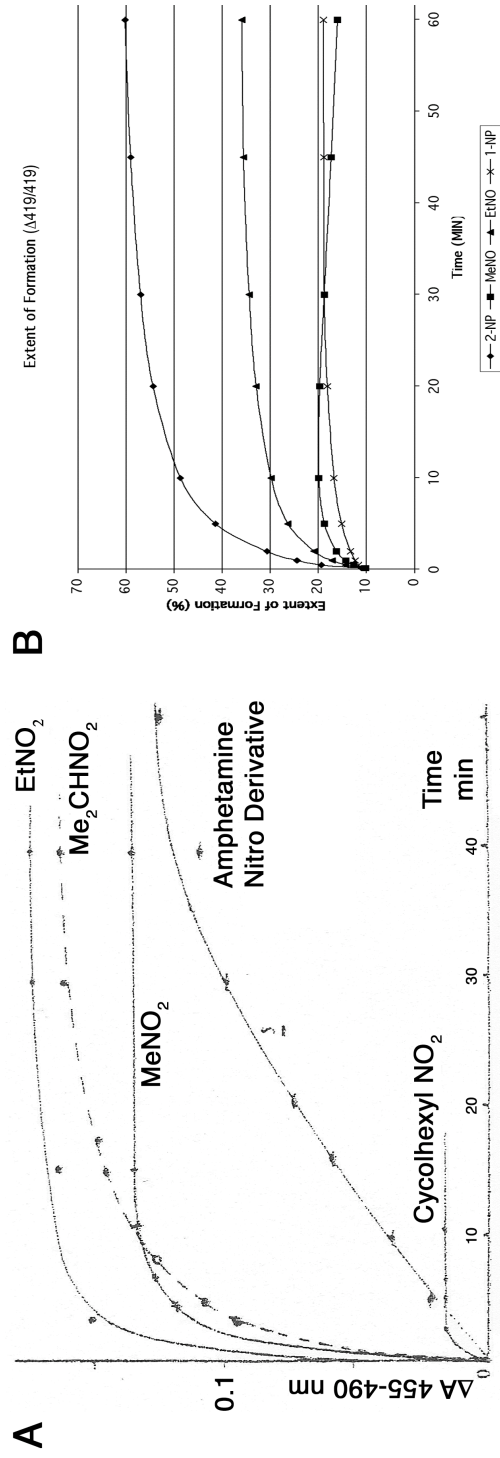 A
EtNO2
Me2CHNO2
MeNO2
Amphetamine
Nitro Derivative
Cycolhexyl NO2
0.1
ΔA 455-490 nm
0
10
20
30
40
Time
min
B
Extent of Formation (Δ419/419)
70
60
50
40
30
20
10
0
Extent of Formation (%)
0
10
20
30
40
50
60
Time (MIN)
2-NP MeNO EtNO 1-NP